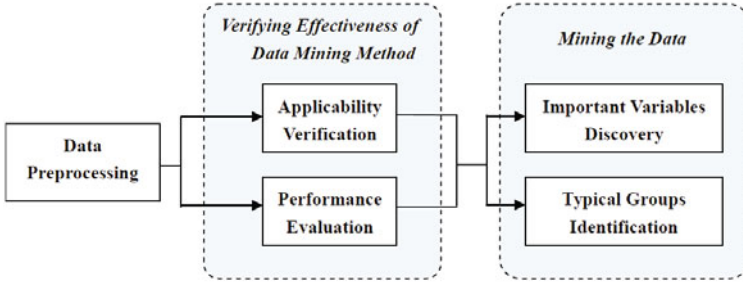 Verifying Effectiveness of
Data Mining Method
Mining the Data
Data
Preprocessing
Applicability
Verification
Performance
Evaluation
Important Variables
Discovery
Typical Groups
Identification